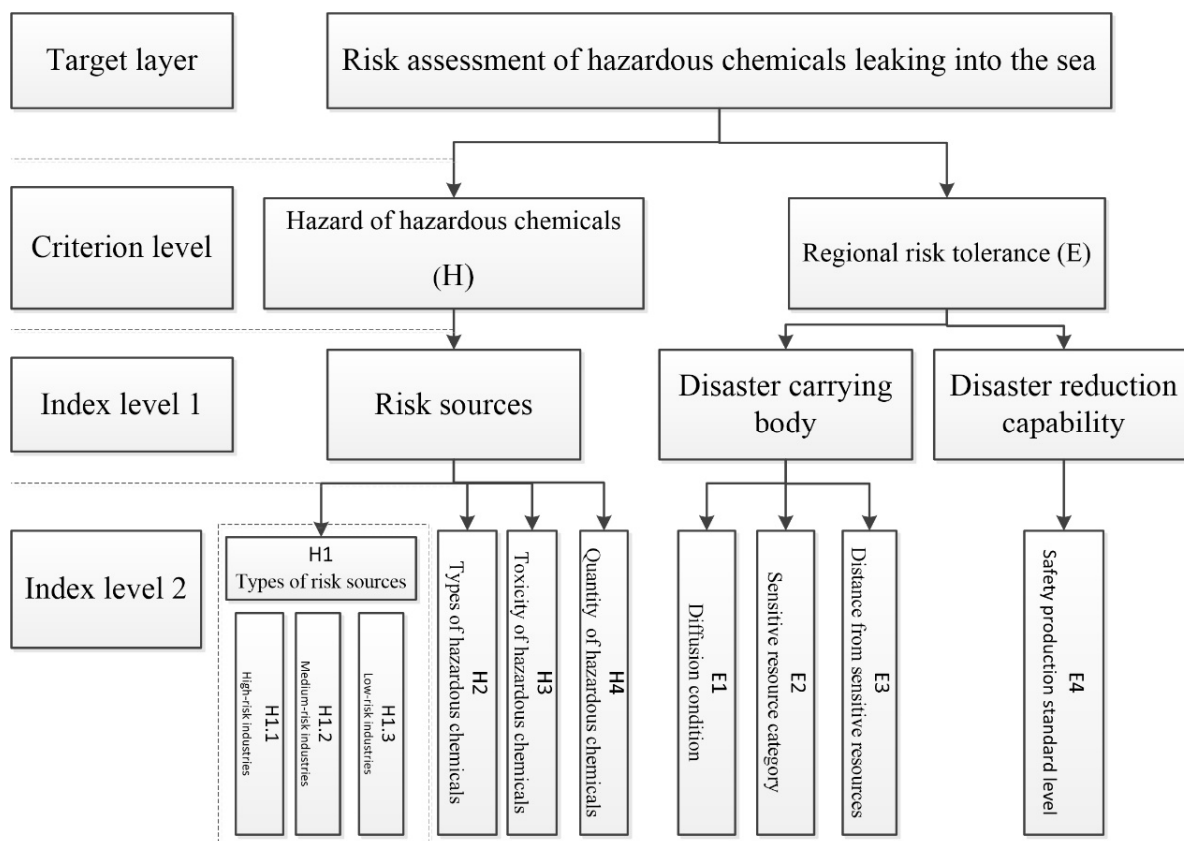 Target layer
Risk assessment of hazardous chemicals leaking into the sea
Criterion level
Hazard of hazardous chemicals
(H)
Regional risk tolerance (E)
Index level 1
Risk sources
Disaster carrying
body
Disaster reduction
capability
Index level 2
H1
Types of risk sources
H1.1
High-risk industries
H1.2
Medium-risk industries
H1.3
Low-risk industries
H2
Types of hazardous chemicals
H3
Toxicity of hazardous chemicals
H4
Quantity of hazardous chemicals
E1
Diffusion condition
E2
Sensitive resource category
E3
Distance from sensitive resources
E4
Safety production standard level